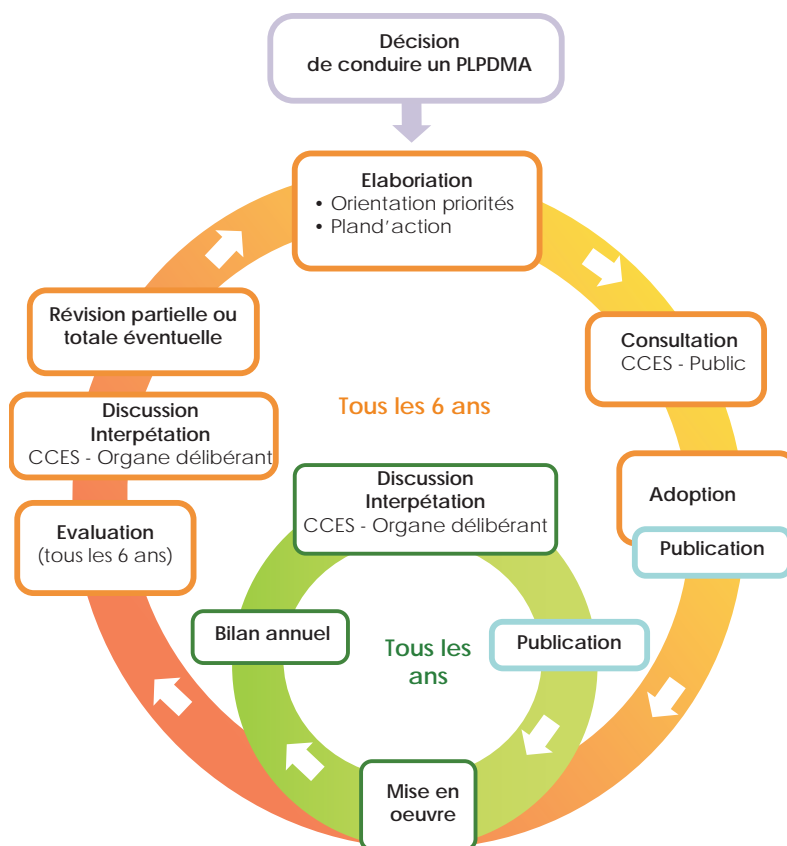 Décision
de conduire un PLPDMA
Elaboriation
• Orientation priorités
• Pland'action
Révision partielle ou
totale éventuelle
Consultation
CCES - Public
Tous les 6 ans
Discussion
Interpétation
CCES - Organe délibérant
Discussion
Interpétation
CCES - Organe délibérant
Adoption
Publication
Evaluation
(tous les 6 ans)
Bilan annuel
Tous les
ans
Publication
Mise en
oeuvre